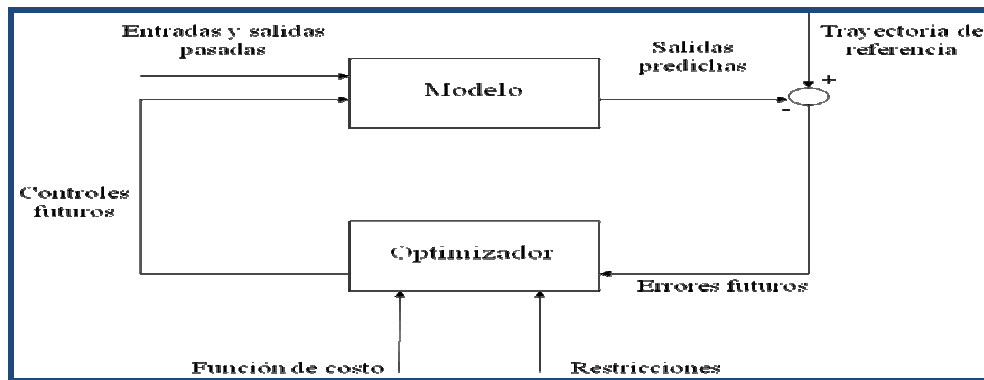 Entradas y salidas
pasadas
Modelo
Salidas
predichas
Trayectoria de
referencia
+
-
Controles
futuros
Optimizador
Errores futuros
Función de costo
Restricciones